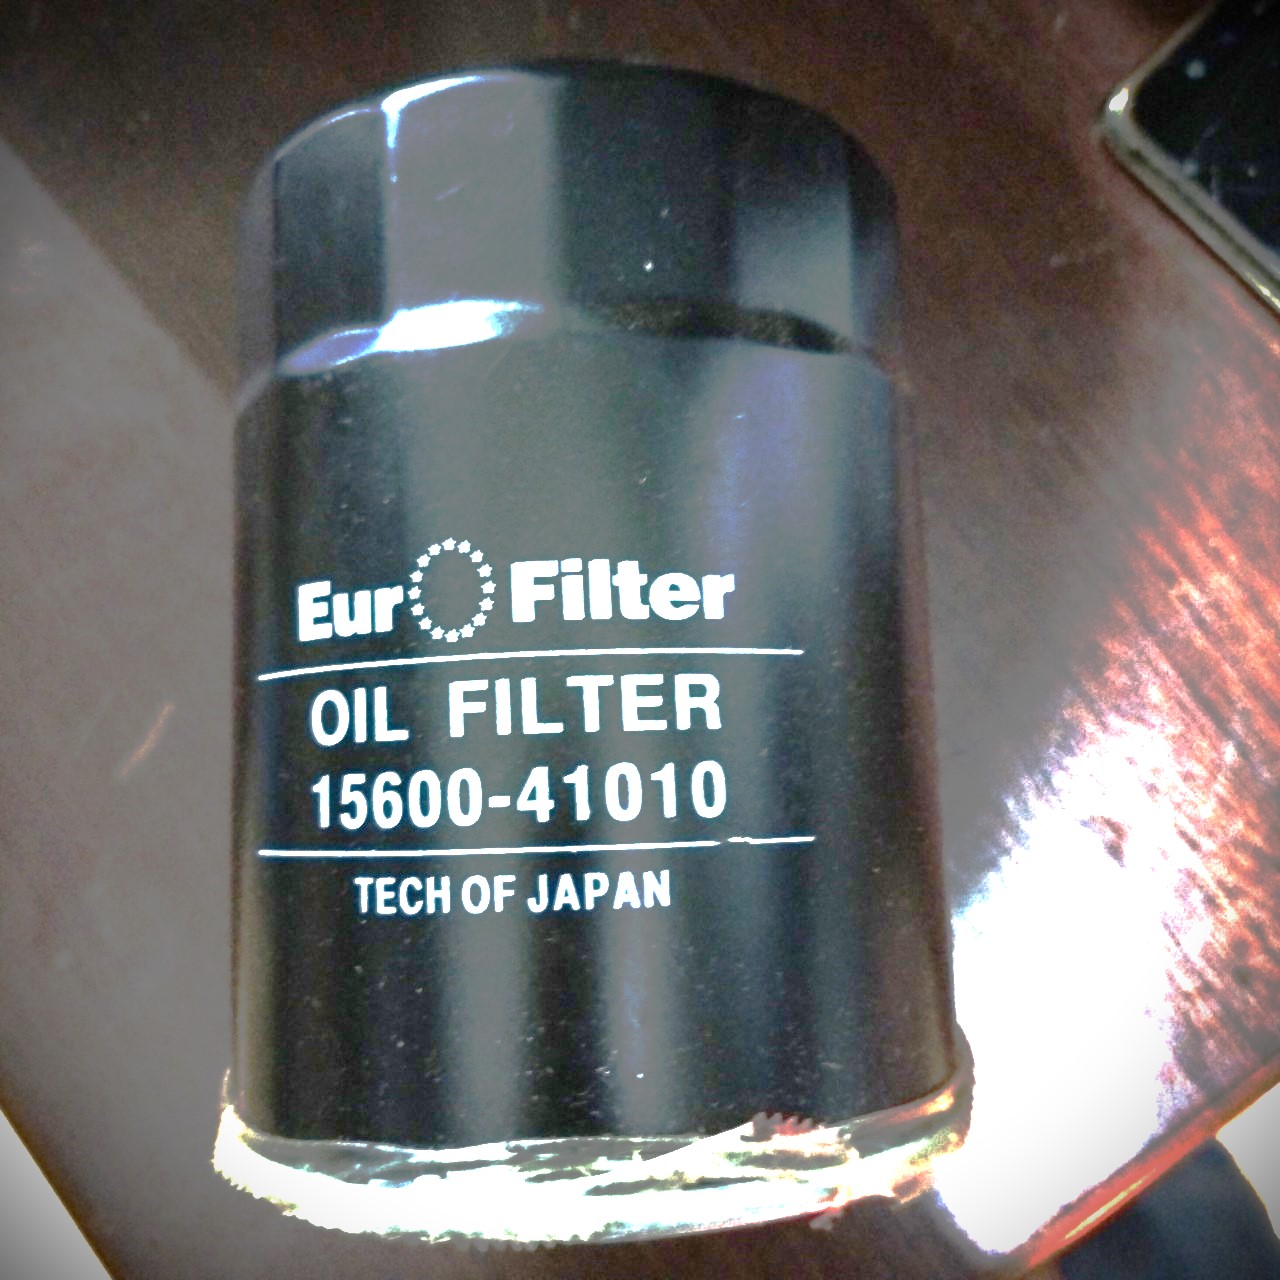 Eur Filter
OIL FILTER
15600-41010
TECH OF JAPAN